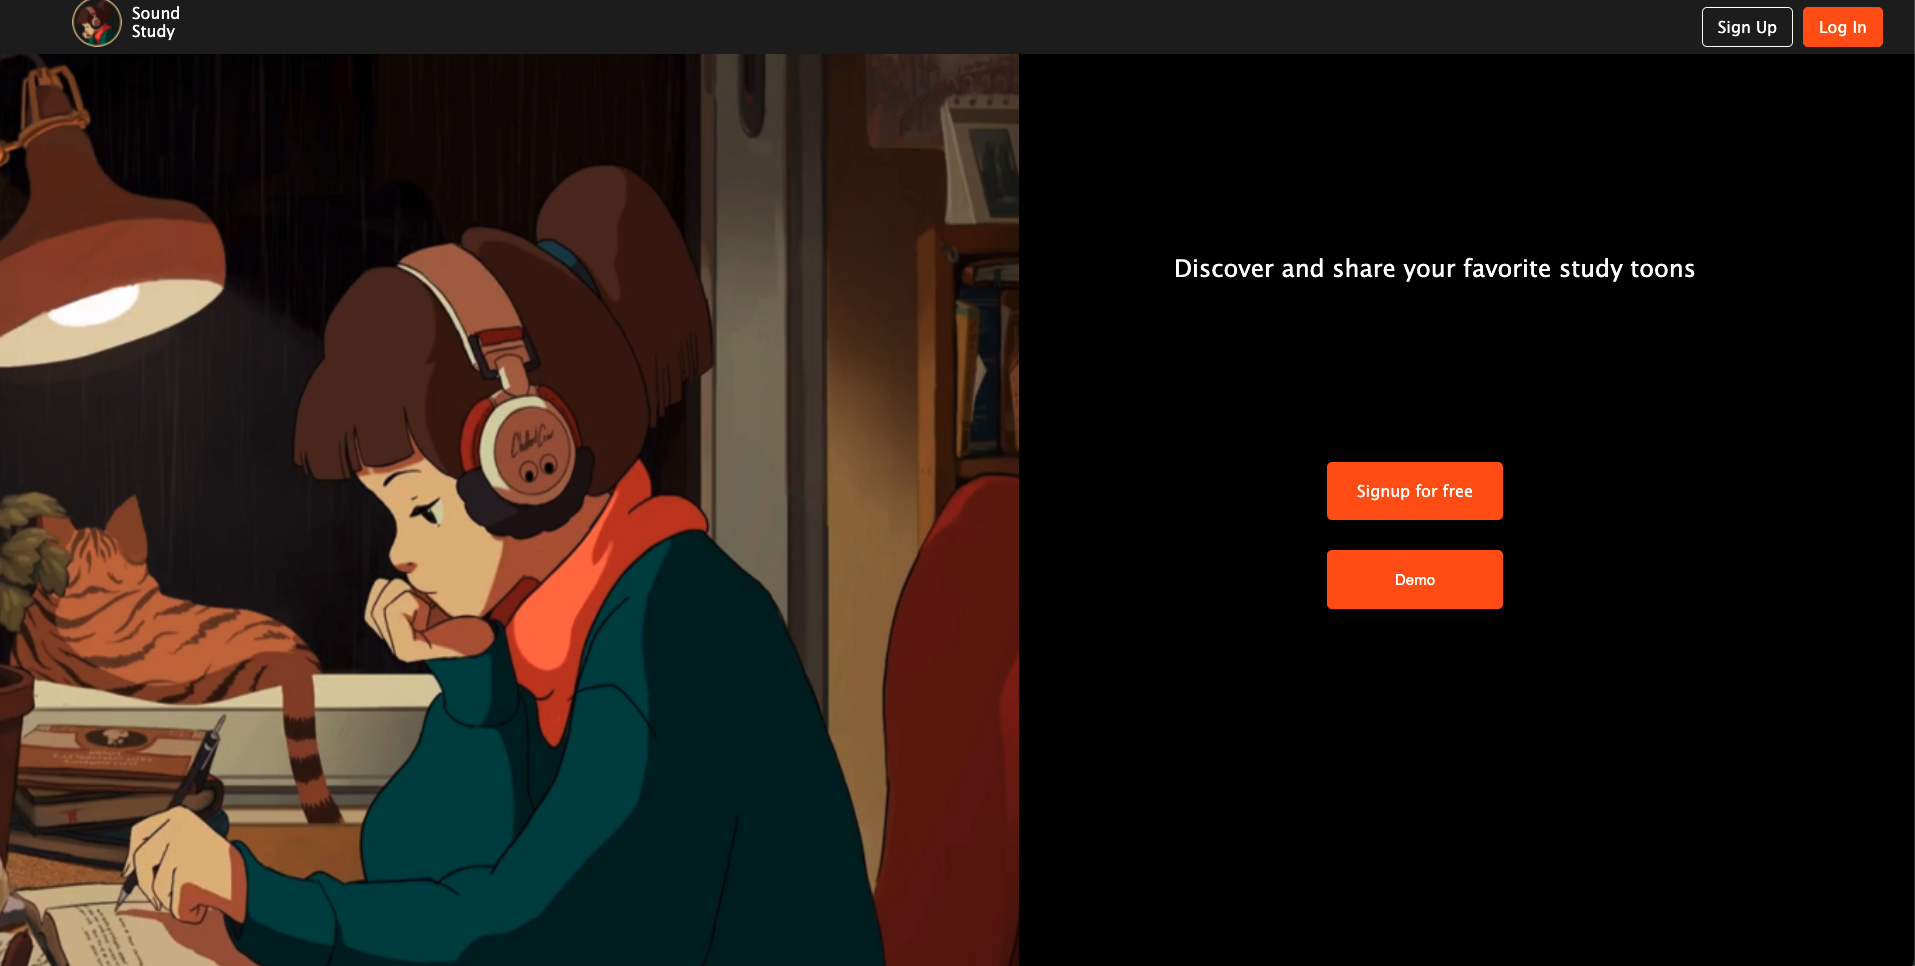 Sound
Study
Sign Up
Log In
Discover and share your favorite study toons
Signup for free
Demo